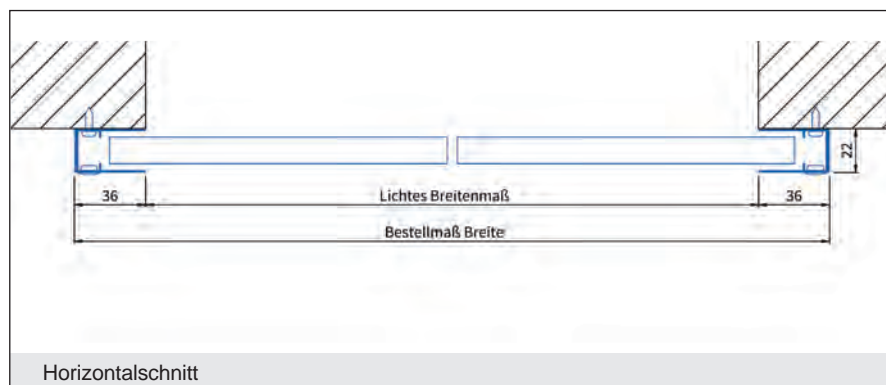 22
36
Lichtes Breitenmaß
36
Bestellmaß Breite
Horizontalschnitt